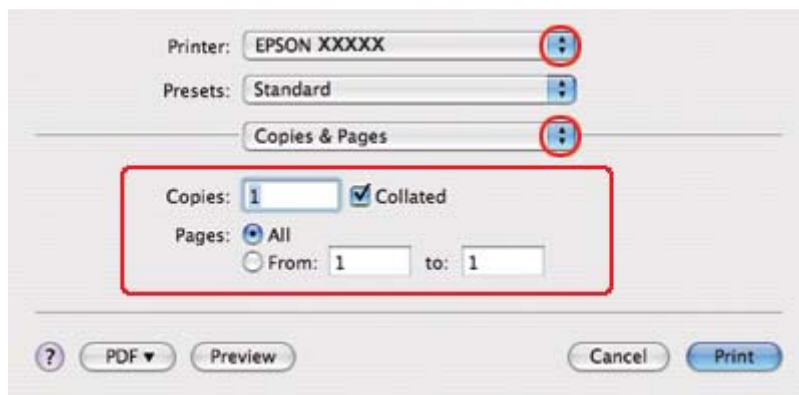 Printer: EPSON XXXXX
Presets: Standard
Copies & Pages
Copies: 1 Collated
Pages: All
From: 1 to: 1
? PDF ▼ Preview Cancel Print